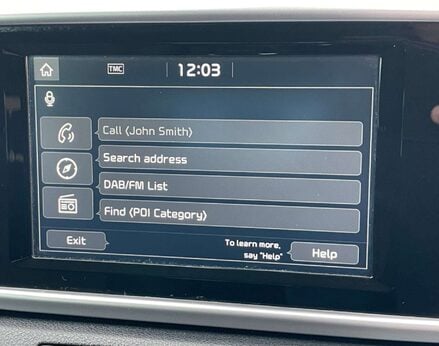 TMC
12:03
Call <John Smith>
Search address
DAB/FM List
Find <POI Category>
Exit
To learn more,
say "Help"
Help